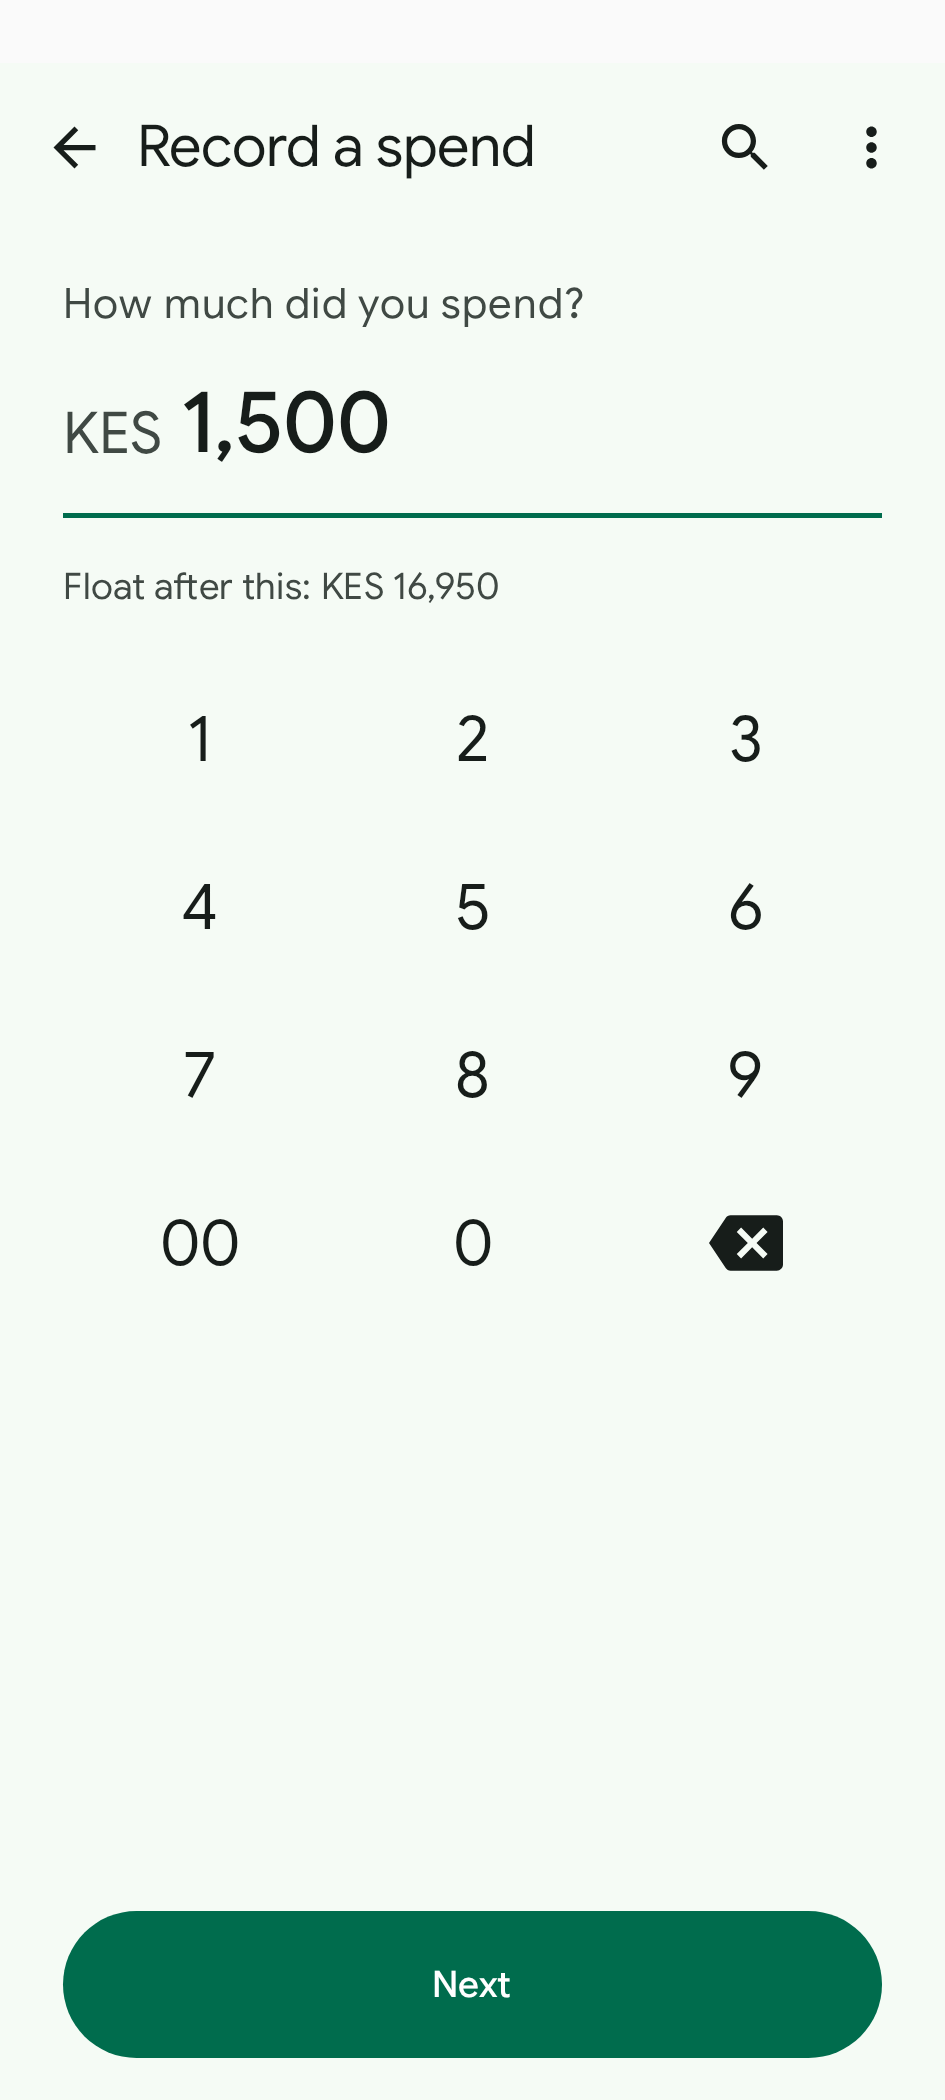 Record a spend
How much did you spend?
KES 1,500
Float after this: KES 16,950
1 2 3
4 5 6
7 8 9
00 0
Next